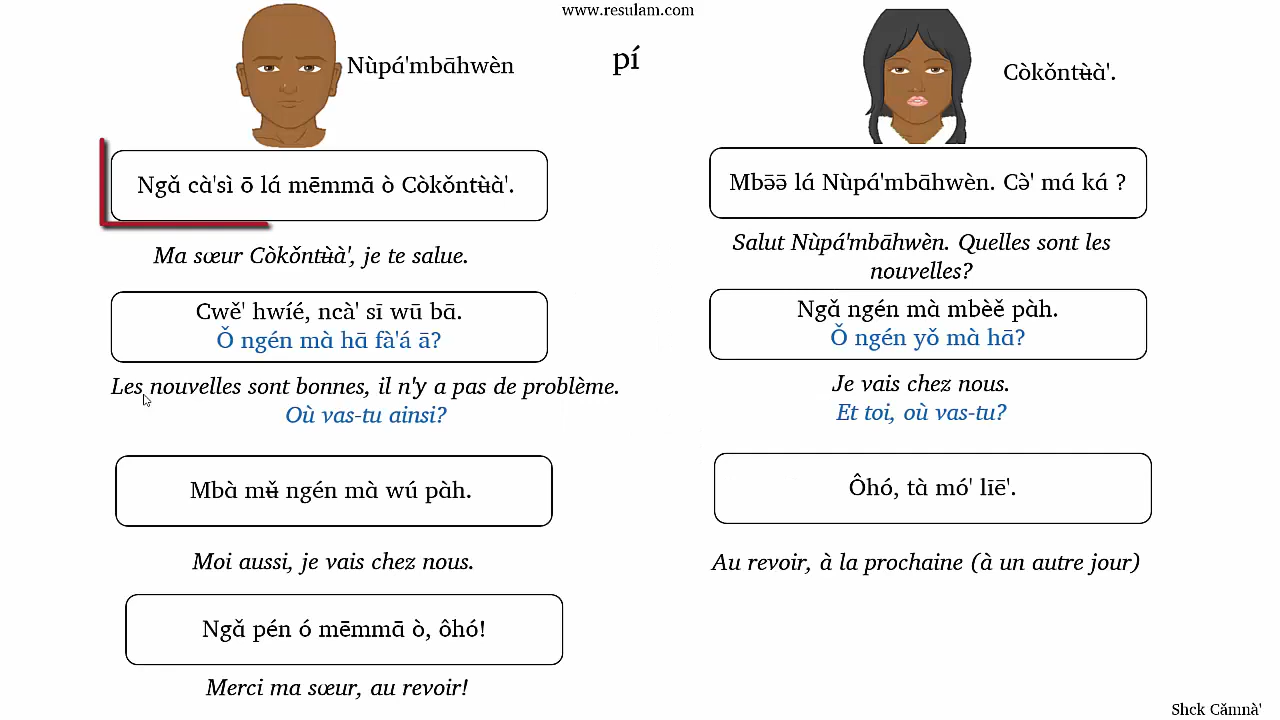 www.resulam.com
Nùpá'mbāhwèn
pí
Còkǒntʉ̀à'.
Ngǎ cà'sì ō lá mēmmā ò Còkǒntʉ̀à'.
Ma sœur Còkǒntʉ̀à', je te salue.
Mbə̄ə̄ lá Nùpá'mbāhwèn. Cə̀' má ká ?
Salut Nùpá'mbāhwèn. Quelles sont les
nouvelles?
Cwě' hwíé, ncà' sī wū bā.
Ǒ ngén mà hā fà'á ā?
Les nouvelles sont bonnes, il n'y a pas de problème.
Où vas-tu ainsi?
Ngǎ ngén mà mbèě pàh.
Ǒ ngén yǒ mà hā?
Je vais chez nous.
Et toi, où vas-tu?
Mbà mʉ̌ ngén mà wú pàh.
Moi aussi, je vais chez nous.
Ôhó, tà mó' līē'.
Au revoir, à la prochaine (à un autre jour)
Ngǎ pén ó mēmmā ò, ôhó!
Merci ma sœur, au revoir!
Shck Cǎmnà'